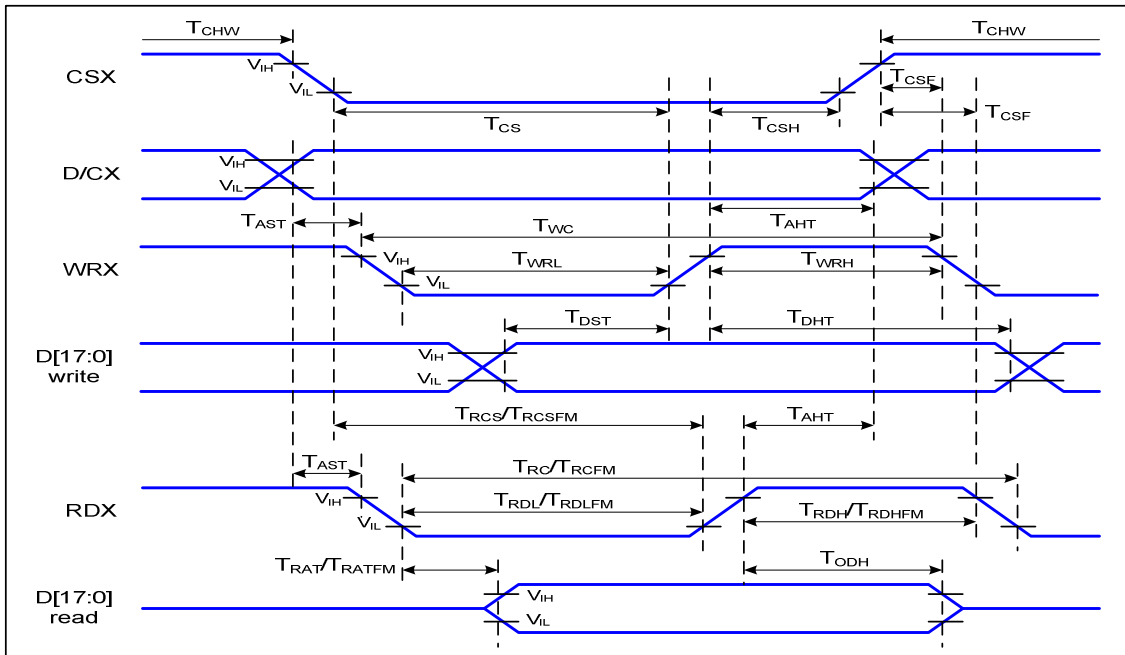 TCHW TCHW
CSX
VIH
VIL
TCSF
TCS TCSH TCSF
D/CX
VIH
VIL
TAST TWC TAHT
WRX
VIH
VIL
TWRL TWRH
TDST TDHT
D[17:0]
write
VIH
VIL
TRCS/TRCSFM TAHT
TAST TRC/TRCFM
RDX
VIH
VIL
TRDL/TRDLFM TRDH/TRDHFM
TRAT/TRATFM TODH
D[17:0]
read
VIH
VIL